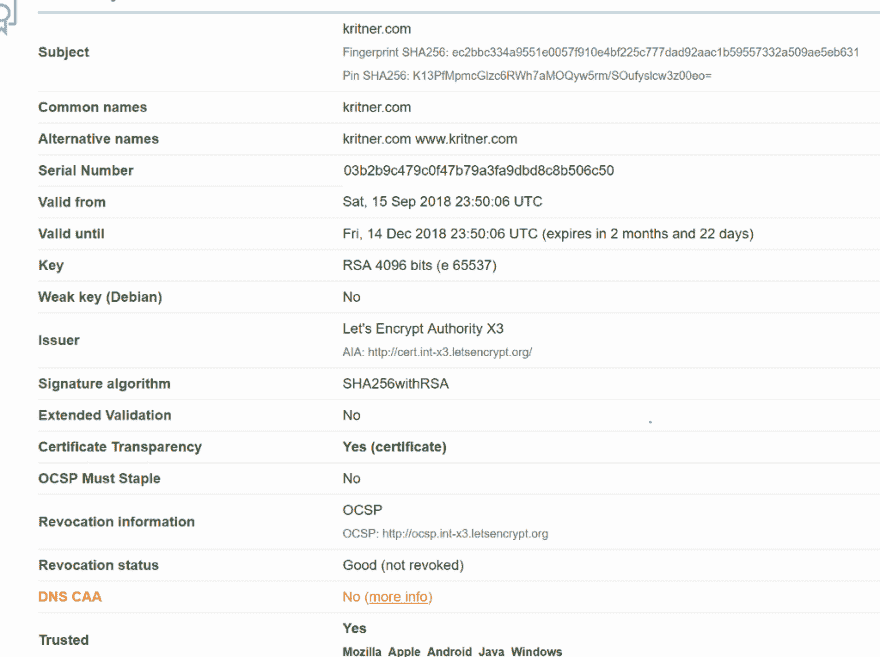 kritner.com
Subject
Fingerprint SHA256: ec2bbc334a9551e0057f910e4bf225c777dad92aac1b59557332a509ae5eb631
Pin SHA256: K13PfMpmcGlzc6RWh7aMOQyw5rm/SOufyslcw3z00eo=
Common names kritner.com
Alternative names kritner.com www.kritner.com
Serial Number 03b2b9c479c0f47b79a3fa9dbd8c8b506c50
Valid from Sat, 15 Sep 2018 23:50:06 UTC
Valid until Fri, 14 Dec 2018 23:50:06 UTC (expires in 2 months and 22 days)
Key RSA 4096 bits (e 65537)
Weak key (Debian) No
Issuer
Let's Encrypt Authority X3
AIA: http://cert.int-x3.letsencrypt.org/
Signature algorithm SHA256withRSA
Extended Validation No
Certificate Transparency Yes (certificate)
OCSP Must Staple No
Revocation information
OCSP
OCSP: http://ocsp.int-x3.letsencrypt.org
Revocation status Good (not revoked)
DNS CAA No (more info)
Trusted
Yes
Mozilla Apple Android Java Windows